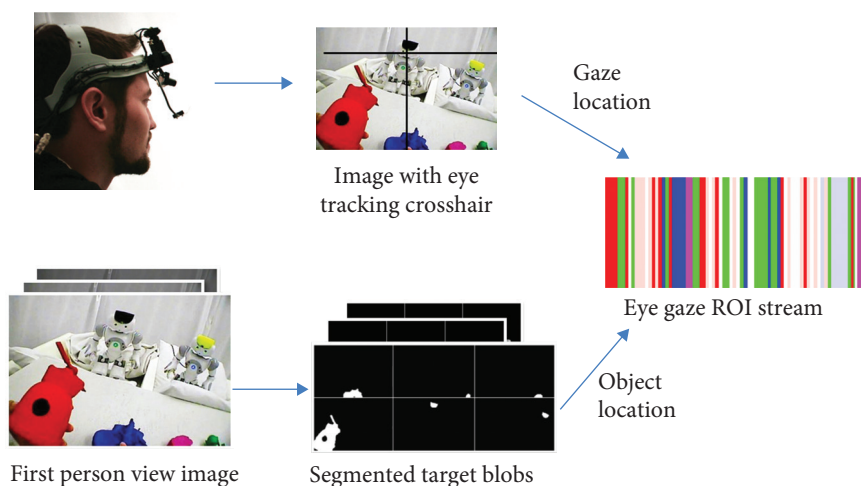 Gaze
location
Image with eye
tracking crosshair
Eye gaze ROI stream
Object
location
First person view image
Segmented target blobs